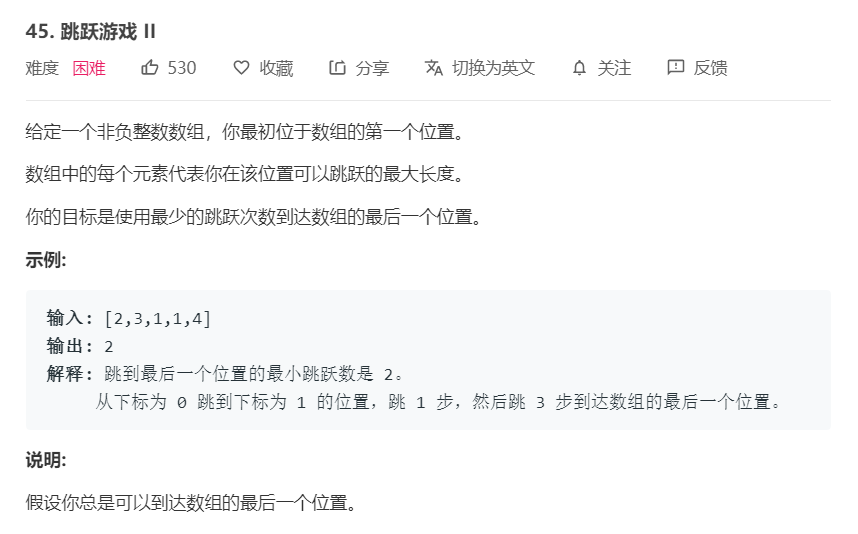 45. 跳跃游戏 II
难度 困难 530 收藏 分享 切换为英文 关注 反馈
给定一个非负整数数组，你最初位于数组的第一个位置。
数组中的每个元素代表你在该位置可以跳跃的最大长度。
你的目标是使用最少的跳跃次数到达数组的最后一个位置。
示例:
输入: [2,3,1,1,4]
输出: 2
解释: 跳到最后一个位置的最小跳跃数是 2。
从下标为 0 跳到下标为 1 的位置，跳 1 步，然后跳 3 步到达数组的最后一个位置。
说明:
假设你总是可以到达数组的最后一个位置。